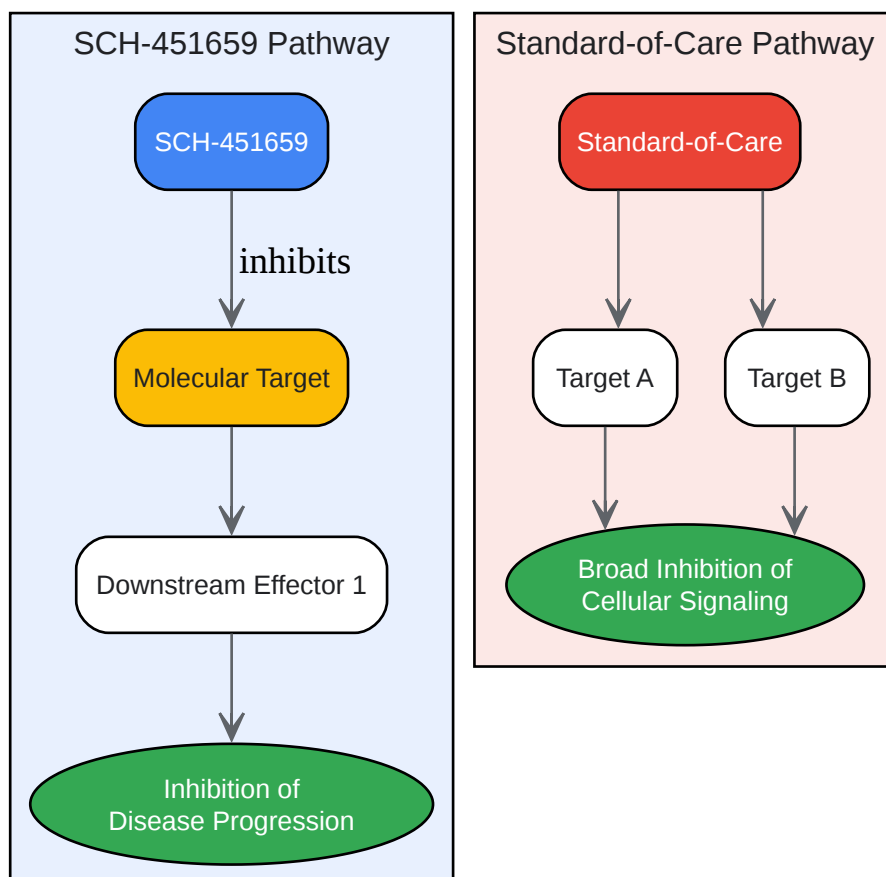 SCH-451659 Pathway
SCH-451659
inhibits
Molecular Target
Downstream Effector 1
Inhibition of
Disease Progression
Standard-of-Care Pathway
Standard-of-Care
Target A
Target B
Broad Inhibition of
Cellular Signaling